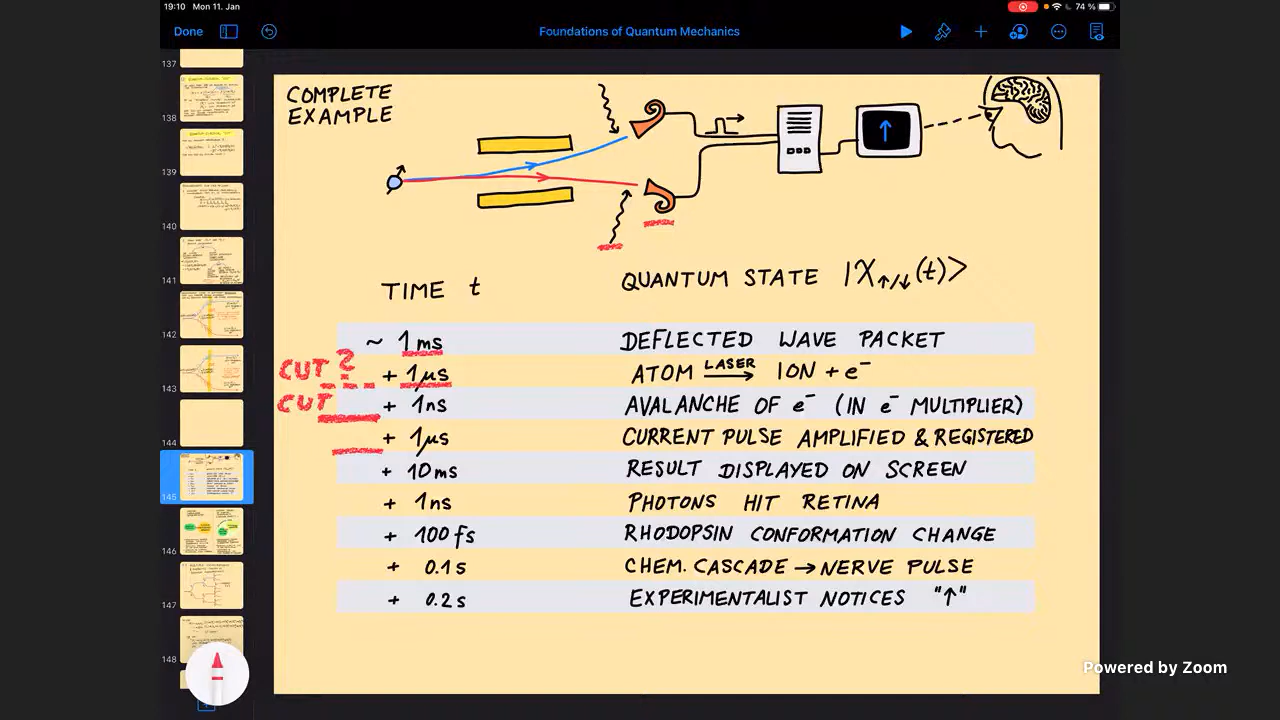 19:10 Mon 11. Jan
74 %
Done
Foundations of Quantum Mechanics
137
138
139
140
141
142
143
144
145
146
147
148
COMPLETE
EXAMPLE
TIME t
QUANTUM STATE |χ↑/↓(t)>
~ 1ms DEFLECTED WAVE PACKET
CUT ? + 1μs ATOM LASER → ION + e⁻
CUT + 1ns AVALANCHE OF e⁻ (IN e⁻ MULTIPLIER)
+ 1μs CURRENT PULSE AMPLIFIED & REGISTERED
+ 10ms RESULT DISPLAYED ON SCREEN
+ 1ns PHOTONS HIT RETINA
+ 100fs RHODOPSIN CONFORMATION CHANGE
+ 0.1s CHEM. CASCADE → NERVE PULSE
+ 0.2s EXPERIMENTALIST NOTICES "↑"
Powered by Zoom